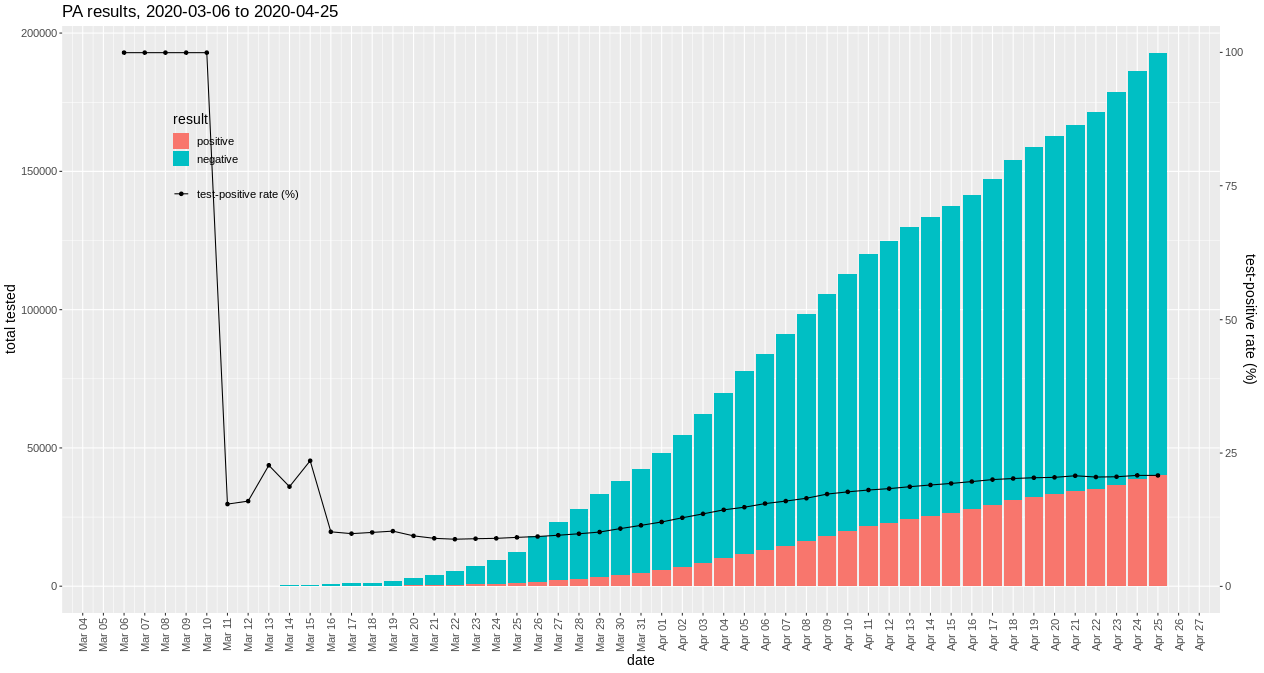 PA results, 2020-03-06 to 2020-04-25
total tested
200000
150000
100000
50000
0
result
positive
negative
test-positive rate (%)
100
75
50
25
0
test-positive rate (%)
Mar 04
Mar 05
Mar 06
Mar 07
Mar 08
Mar 09
Mar 10
Mar 11
Mar 12
Mar 13
Mar 14
Mar 15
Mar 16
Mar 17
Mar 18
Mar 19
Mar 20
Mar 21
Mar 22
Mar 23
Mar 24
Mar 25
Mar 26
Mar 27
Mar 28
Mar 29
Mar 30
Mar 31
Apr 01
Apr 02
Apr 03
Apr 04
Apr 05
Apr 06
Apr 07
Apr 08
Apr 09
Apr 10
Apr 11
Apr 12
Apr 13
Apr 14
Apr 15
Apr 16
Apr 17
Apr 18
Apr 19
Apr 20
Apr 21
Apr 22
Apr 23
Apr 24
Apr 25
Apr 26
Apr 27
date